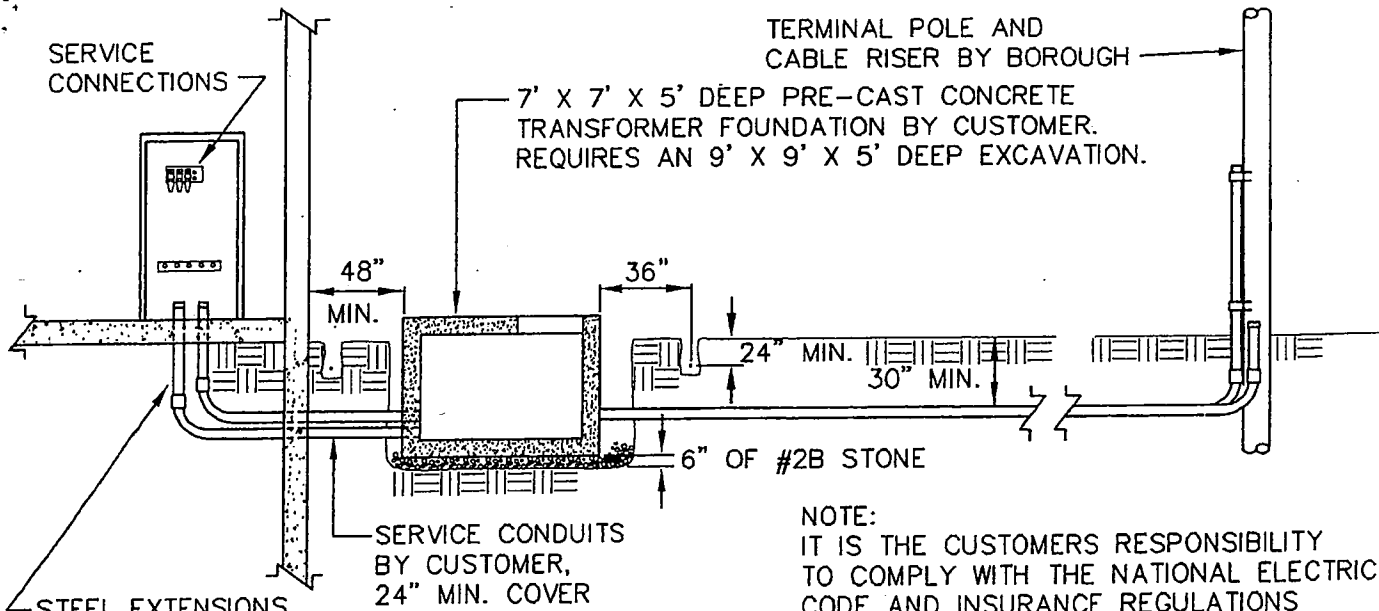 SERVICE
CONNECTIONS
TERMINAL POLE AND
CABLE RISER BY BOROUGH
7' X 7' X 5' DEEP PRE-CAST CONCRETE
TRANSFORMER FOUNDATION BY CUSTOMER.
REQUIRES AN 9' X 9' X 5' DEEP EXCAVATION.
48"
MIN.
36"
24" MIN.
30" MIN.
6" OF #2B STONE
SERVICE CONDUITS
BY CUSTOMER,
24" MIN. COVER
STEEL EXTENSIONS
NOTE:
IT IS THE CUSTOMERS RESPONSIBILITY
TO COMPLY WITH THE NATIONAL ELECTRIC
CODE AND INSURANCE REGULATIONS